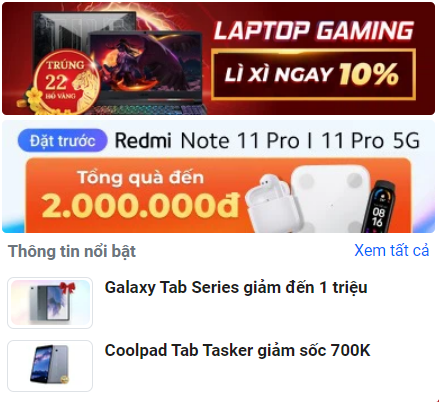 LAPTOP GAMING
LÌ XÌ NGAY 10%
TRÚNG
22
HỔ VÀNG
Đặt trước Redmi Note 11 Pro | 11 Pro 5G
Tổng quà đến
2.000.000đ
08
16
Thông tin nổi bật Xem tất cả
Galaxy Tab Series giảm đến 1 triệu
Coolpad Tab Tasker giảm sốc 700K